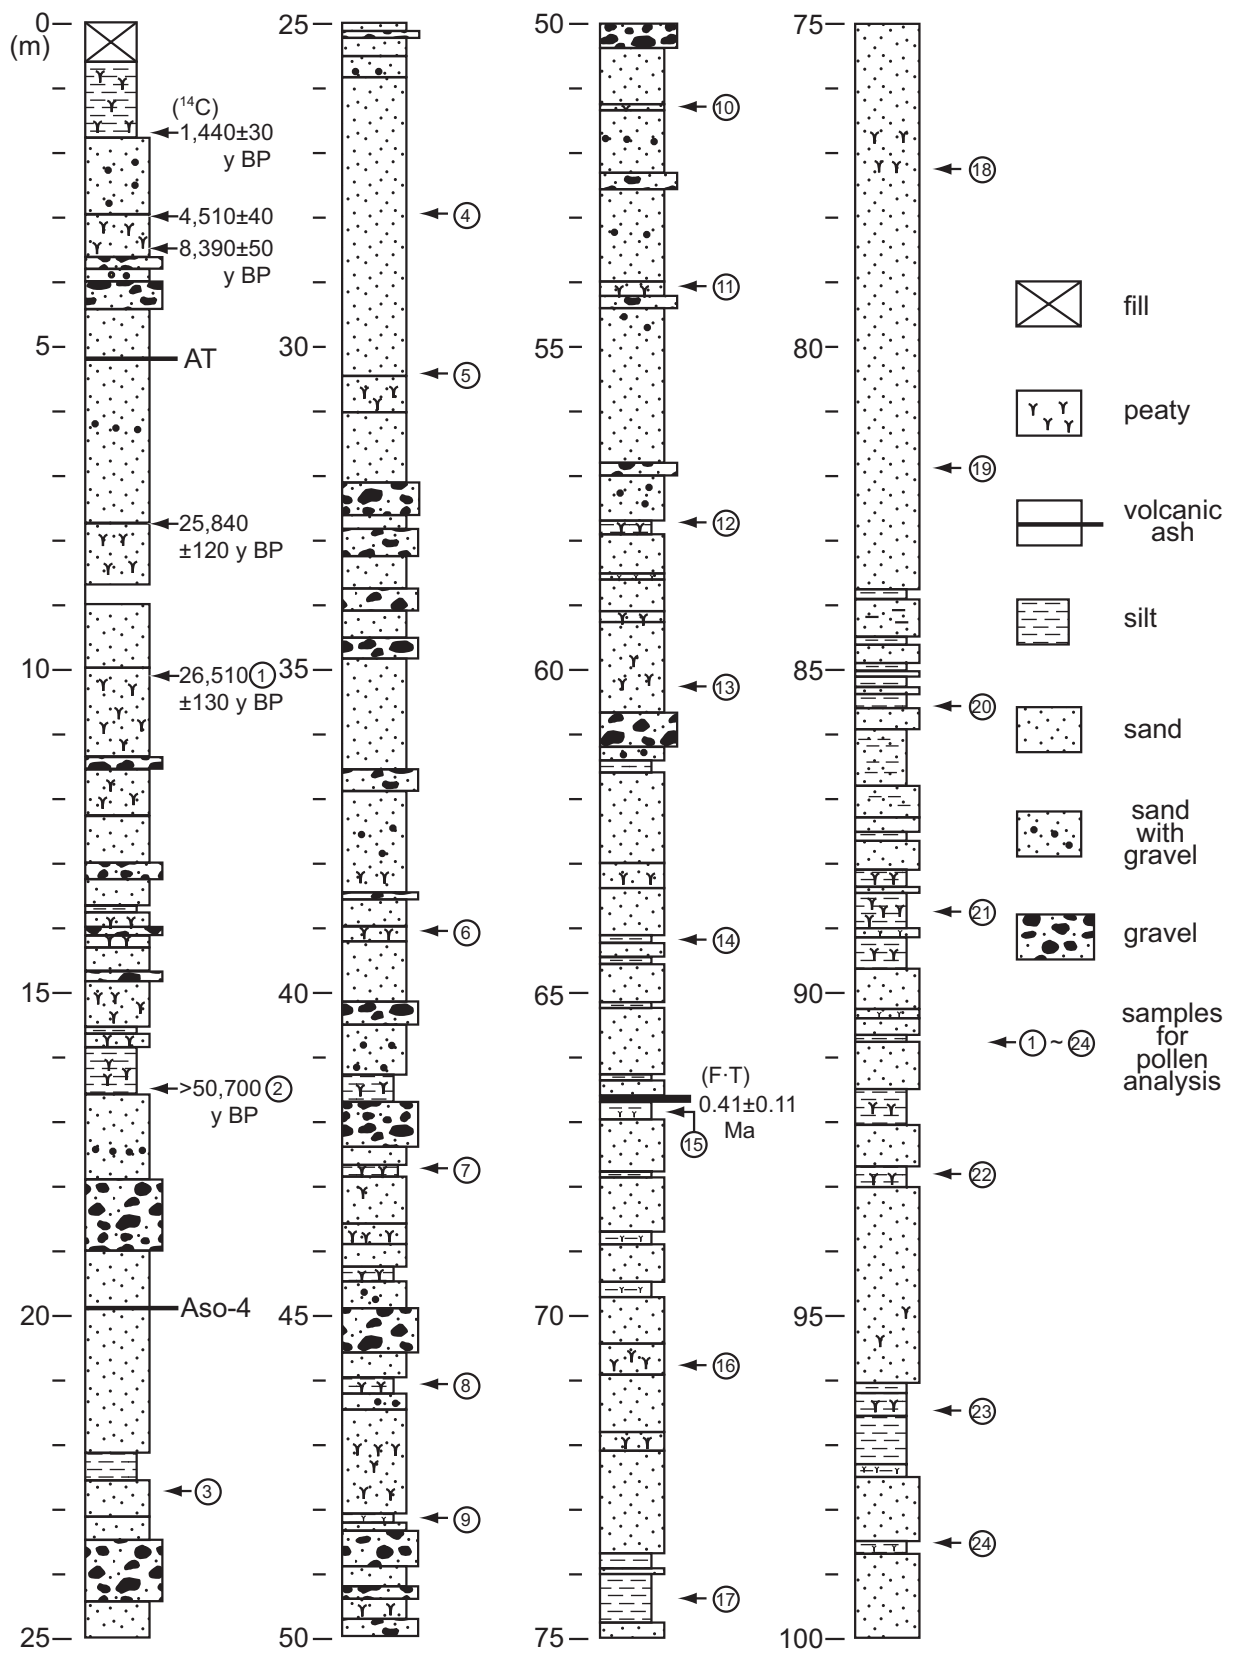 0
(m)
(¹⁴C)
1,440±30
y BP
4,510±40
8,390±50
y BP
5
AT
25,840
±120 y BP
10
26,510 ①
±130 y BP
15
>50,700 ②
y BP
20
Aso-4
③
25
25
④
30
⑤
35
⑥
40
⑦
45
⑧
⑨
50
50
⑩
⑪
55
⑫
60
⑬
⑭
65
(F·T)
0.41±0.11
Ma
⑮
70
⑯
⑰
75
75
⑱
80
⑲
85
⑳
㉑
90
㉒
95
㉓
㉔
100
fill
peaty
volcanic
ash
silt
sand
sand
with
gravel
gravel
① ~ ㉔
samples
for
pollen
analysis